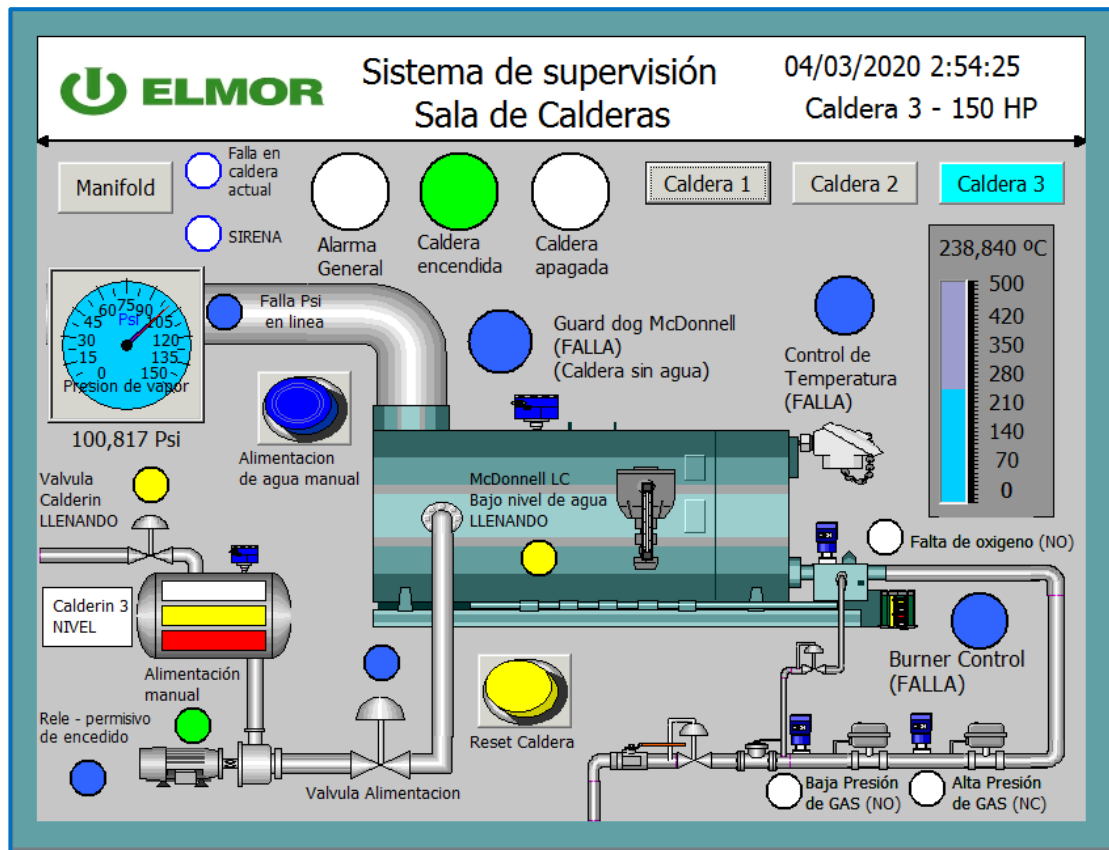 ELMOR
Sistema de supervisión
Sala de Calderas
04/03/2020 2:54:25
Caldera 3 - 150 HP
Manifold
Falla en
caldera
actual
SIRENA
Alarma
General
Caldera
encendida
Caldera
apagada
Caldera 1
Caldera 2
Caldera 3
0
15
30
45
60
75
90
105
120
135
150
Psi
Presion de vapor
100,817 Psi
Falla Psi
en linea
Alimentacion
de agua manual
Guard dog McDonnell
(FALLA)
(Caldera sin agua)
Control de
Temperatura
(FALLA)
238,840 ºC
500
420
350
280
210
140
70
0
Valvula
Calderin
LLENANDO
McDonnell LC
Bajo nivel de agua
LLENANDO
Falta de oxigeno (NO)
Calderin 3
NIVEL
Alimentación
manual
Burner Control
(FALLA)
Rele - permisivo
de encedido
Reset Caldera
Valvula Alimentacion
Baja Presión
de GAS (NO)
Alta Presión
de GAS (NC)